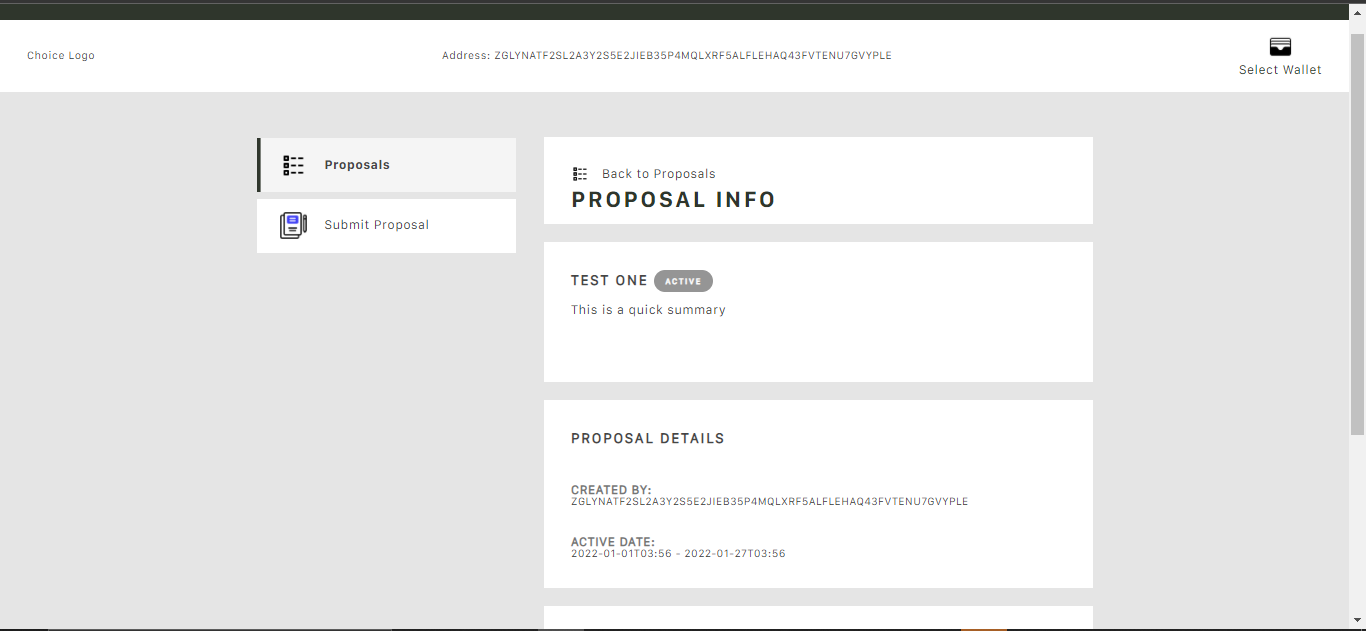 Choice Logo
Address: ZGLYNATF2SL2A3Y2S5E2JIEB35P4MQLXRF5ALFLEHAQ43FVTENU7GVYPLE
Select Wallet
Proposals
Submit Proposal
Back to Proposals
PROPOSAL INFO
TEST ONE ACTIVE
This is a quick summary
PROPOSAL DETAILS
CREATED BY:
ZGLYNATF2SL2A3Y2S5E2JIEB35P4MQLXRF5ALFLEHAQ43FVTENU7GVYPLE
ACTIVE DATE:
2022-01-01T03:56 - 2022-01-27T03:56